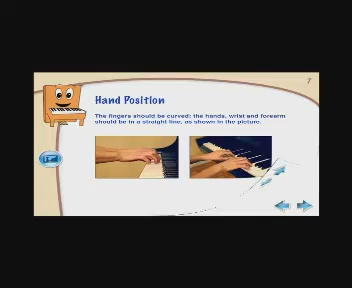 7
Hand Position
The fingers should be curved; the hands, wrist and forearm
should be in a straight line, as shown in the picture.